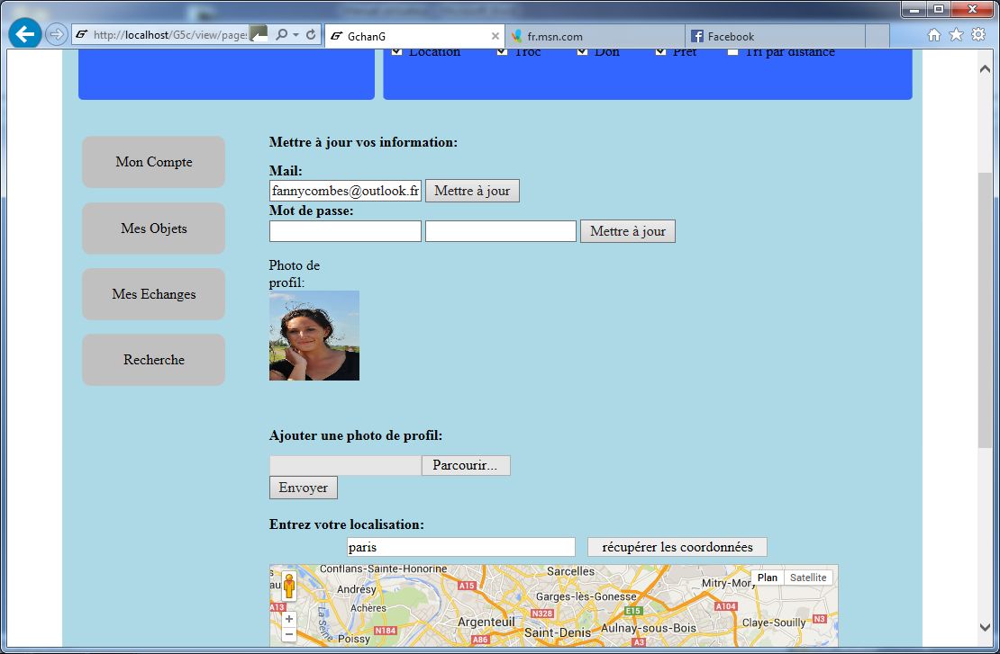 http://localhost/G5c/view/page
GchanG
fr.msn.com
Facebook
Location Troc Don Prêt Tri par distance
Mon Compte
Mes Objets
Mes Echanges
Recherche
Mettre à jour vos information:
Mail:
fannycombes@outlook.fr Mettre à jour
Mot de passe:
Mettre à jour
Photo de
profil:
Ajouter une photo de profil:
Parcourir...
Envoyer
Entrez votre localisation:
paris récupérer les coordonnées
Conflans-Sainte-Honorine
Sarcelles
Plan Satellite
Mitry-Mory
A15
Andrésy
Garges-lès-Gonesse
A13
Achères
N328
E15
A104
La Seine
Argenteuil
Aulnay-sous-Bois
Claye-Souilly
N3
N184
Saint-Denis
Poissy
A86
A3